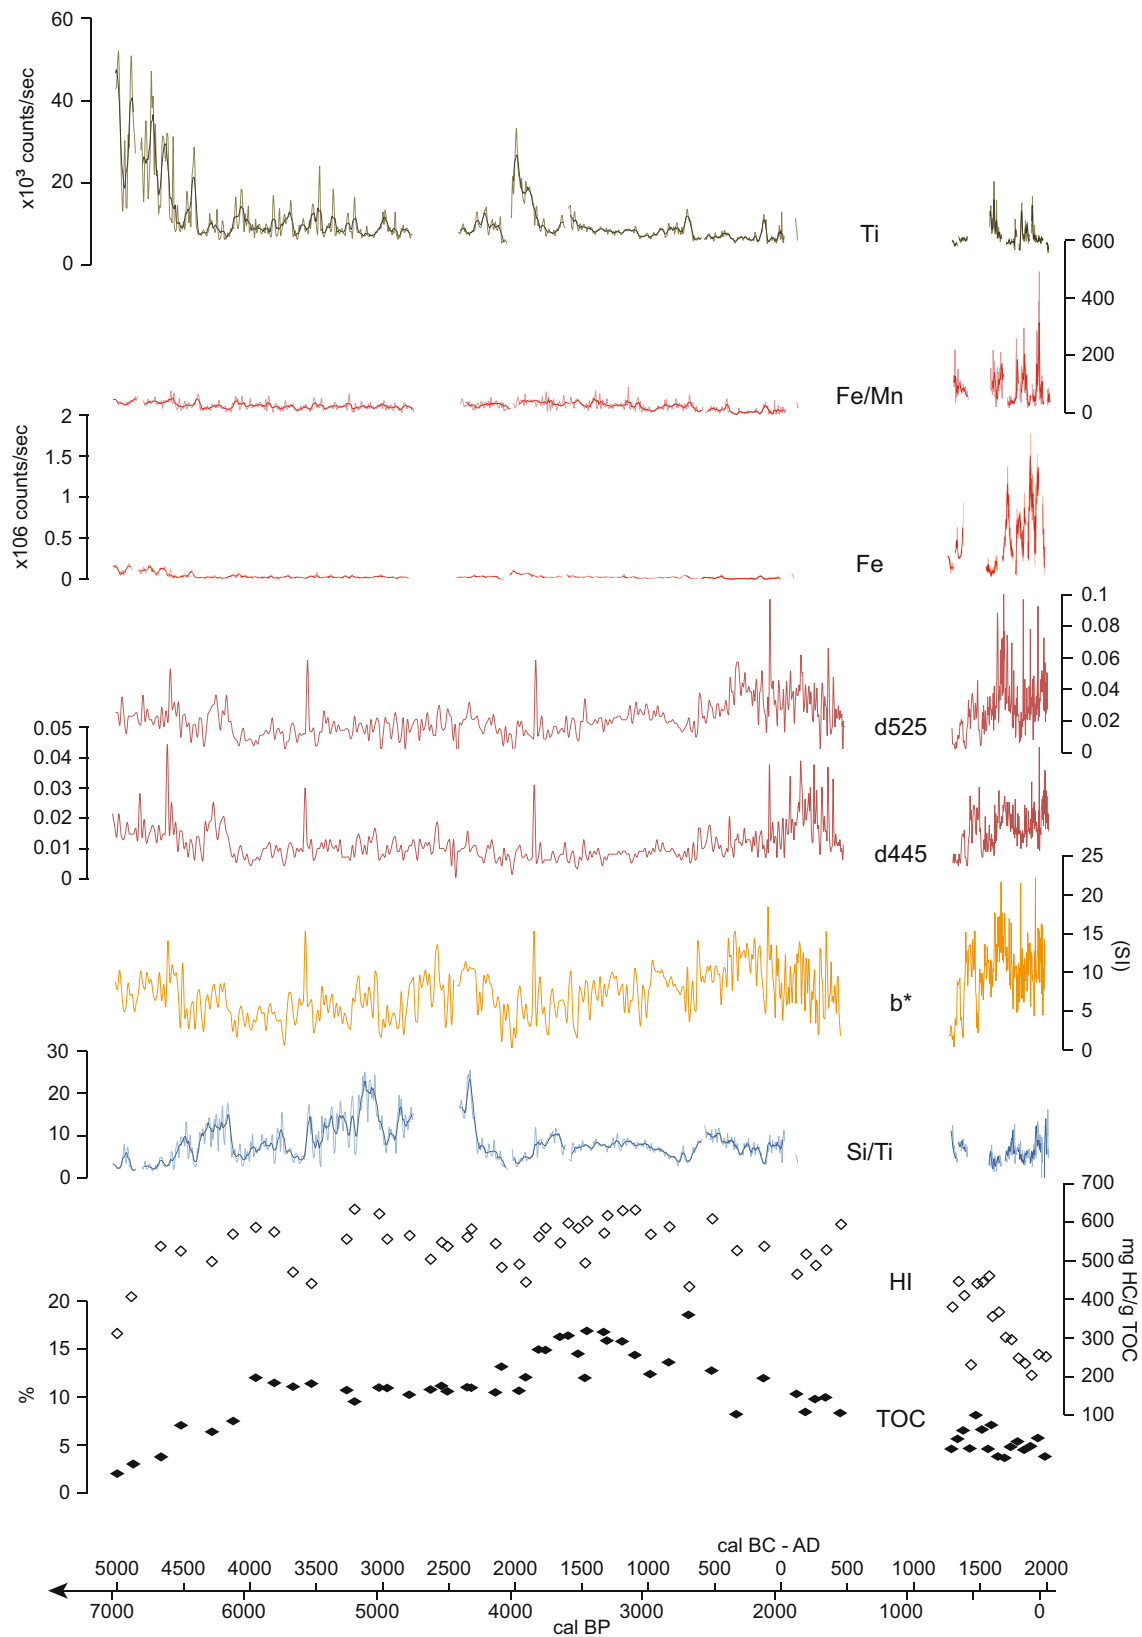 60
40
20
0
x10³ counts/sec
Ti
600
400
200
0
Fe/Mn
2
1.5
1
0.5
0
x106 counts/sec
Fe
0.1
0.08
0.06
0.04
0.02
0
d525
0.05
0.04
0.03
0.02
0.01
0
d445
25
20
15
10
5
0
(SI)
b*
30
20
10
0
Si/Ti
700
600
500
400
300
200
100
mg HC/g TOC
HI
20
15
10
5
0
%
TOC
cal BC - AD
5000 4500 4000 3500 3000 2500 2000 1500 1000 500 0 500 1000 1500 2000
7000 6000 5000 4000 3000 2000 1000 0
cal BP